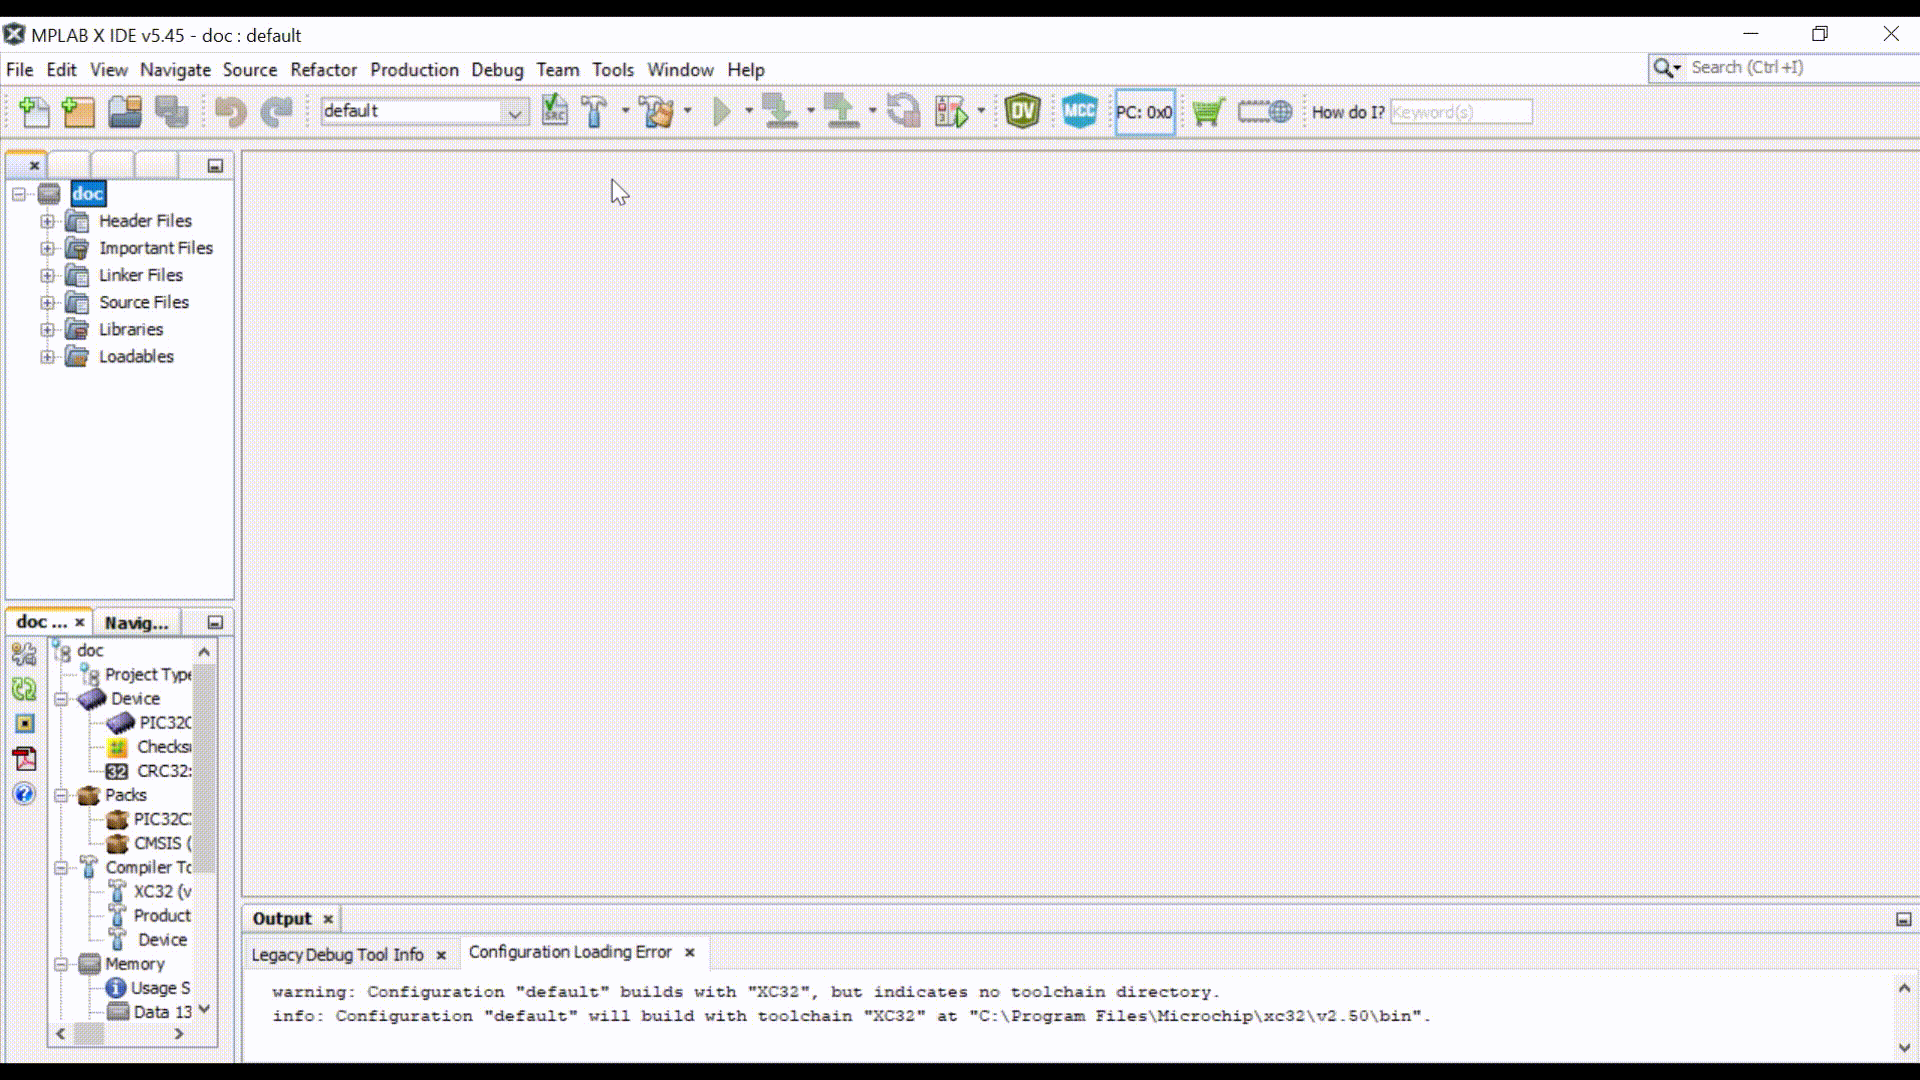 MPLAB X IDE v5.45 - doc : default
File Edit View Navigate Source Refactor Production Debug Team Tools Window Help
Search (Ctrl+I)
default
SRC
DV
MCC
PC: 0x0
How do I? Keyword(s)
doc
Header Files
Important Files
Linker Files
Source Files
Libraries
Loadables
doc ...
Navig...
doc
Project Type
Device
PIC32C
Checks
32 CRC32:
Packs
PIC32C
CMSIS (
Compiler To
XC32 (v
Product
Device
Memory
Usage S
Data 13
Output
Legacy Debug Tool Info
Configuration Loading Error
warning: Configuration "default" builds with "XC32", but indicates no toolchain directory.
info: Configuration "default" will build with toolchain "XC32" at "C:\Program Files\Microchip\xc32\v2.50\bin".